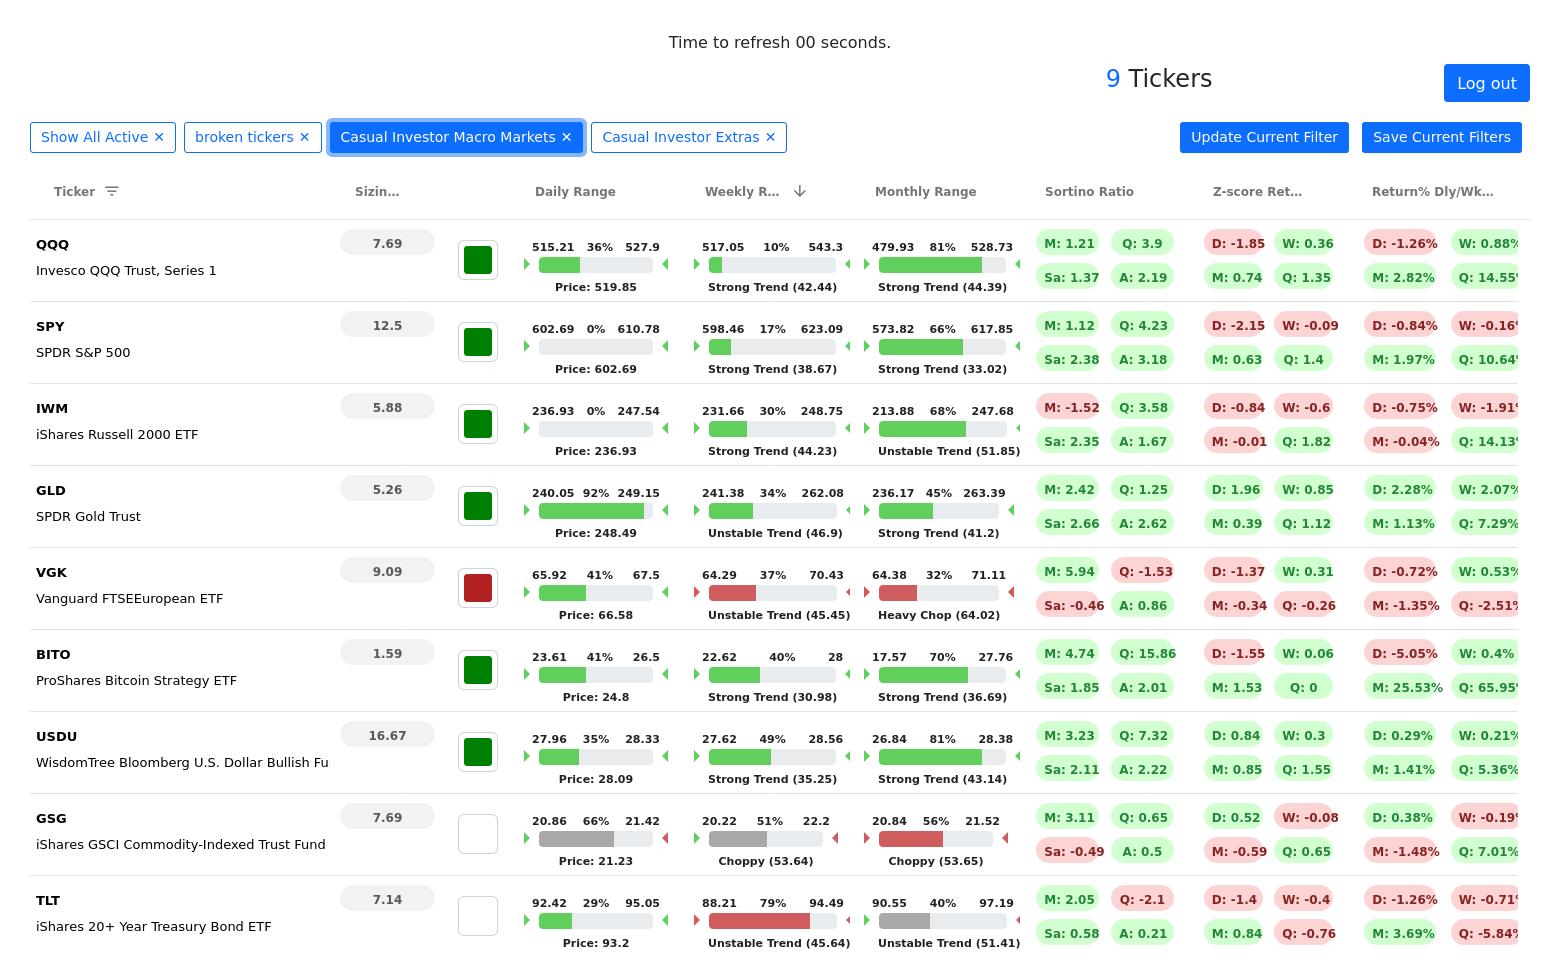 Time to refresh 00 seconds.
9 Tickers
Log out
Show All Active ✕ broken tickers ✕ Casual Investor Macro Markets ✕ Casual Investor Extras ✕ Update Current Filter Save Current Filters
Ticker Sizin... Daily Range Weekly R... Monthly Range Sortino Ratio Z-score Ret... Return% Dly/Wk...
QQQ 7.69 M: 1.21 Q: 3.9 D: -1.85 W: 0.36 D: -1.26% W: 0.88%
515.21 36% 527.9 517.05 10% 543.3 479.93 81% 528.73
Invesco QQQ Trust, Series 1 Sa: 1.37 A: 2.19 M: 0.74 Q: 1.35 M: 2.82% Q: 14.55%
Price: 519.85 Strong Trend (42.44) Strong Trend (44.39)
SPY 12.5 M: 1.12 Q: 4.23 D: -2.15 W: -0.09 D: -0.84% W: -0.16%
602.69 0% 610.78 598.46 17% 623.09 573.82 66% 617.85
SPDR S&P 500 Sa: 2.38 A: 3.18 M: 0.63 Q: 1.4 M: 1.97% Q: 10.64%
Price: 602.69 Strong Trend (38.67) Strong Trend (33.02)
IWM 5.88 M: -1.52 Q: 3.58 D: -0.84 W: -0.6 D: -0.75% W: -1.91%
236.93 0% 247.54 231.66 30% 248.75 213.88 68% 247.68
iShares Russell 2000 ETF Sa: 2.35 A: 1.67 M: -0.01 Q: 1.82 M: -0.04% Q: 14.13%
Price: 236.93 Strong Trend (44.23) Unstable Trend (51.85)
GLD 5.26 M: 2.42 Q: 1.25 D: 1.96 W: 0.85 D: 2.28% W: 2.07%
240.05 92% 249.15 241.38 34% 262.08 236.17 45% 263.39
SPDR Gold Trust Sa: 2.66 A: 2.62 M: 0.39 Q: 1.12 M: 1.13% Q: 7.29%
Price: 248.49 Unstable Trend (46.9) Strong Trend (41.2)
VGK 9.09 M: 5.94 Q: -1.53 D: -1.37 W: 0.31 D: -0.72% W: 0.53%
65.92 41% 67.5 64.29 37% 70.43 64.38 32% 71.11
Vanguard FTSEEuropean ETF Sa: -0.46 A: 0.86 M: -0.34 Q: -0.26 M: -1.35% Q: -2.51%
Price: 66.58 Unstable Trend (45.45) Heavy Chop (64.02)
BITO 1.59 M: 4.74 Q: 15.86 D: -1.55 W: 0.06 D: -5.05% W: 0.4%
23.61 41% 26.5 22.62 40% 28 17.57 70% 27.76
ProShares Bitcoin Strategy ETF Sa: 1.85 A: 2.01 M: 1.53 Q: 0 M: 25.53% Q: 65.95%
Price: 24.8 Strong Trend (30.98) Strong Trend (36.69)
USDU 16.67 M: 3.23 Q: 7.32 D: 0.84 W: 0.3 D: 0.29% W: 0.21%
27.96 35% 28.33 27.62 49% 28.56 26.84 81% 28.38
WisdomTree Bloomberg U.S. Dollar Bullish Fu Sa: 2.11 A: 2.22 M: 0.85 Q: 1.55 M: 1.41% Q: 5.36%
Price: 28.09 Strong Trend (35.25) Strong Trend (43.14)
GSG 7.69 M: 3.11 Q: 0.65 D: 0.52 W: -0.08 D: 0.38% W: -0.19%
20.86 66% 21.42 20.22 51% 22.2 20.84 56% 21.52
iShares GSCI Commodity-Indexed Trust Fund Sa: -0.49 A: 0.5 M: -0.59 Q: 0.65 M: -1.48% Q: 7.01%
Price: 21.23 Choppy (53.64) Choppy (53.65)
TLT 7.14 M: 2.05 Q: -2.1 D: -1.4 W: -0.4 D: -1.26% W: -0.71%
92.42 29% 95.05 88.21 79% 94.49 90.55 40% 97.19
iShares 20+ Year Treasury Bond ETF Sa: 0.58 A: 0.21 M: 0.84 Q: -0.76 M: 3.69% Q: -5.84%
Price: 93.2 Unstable Trend (45.64) Unstable Trend (51.41)